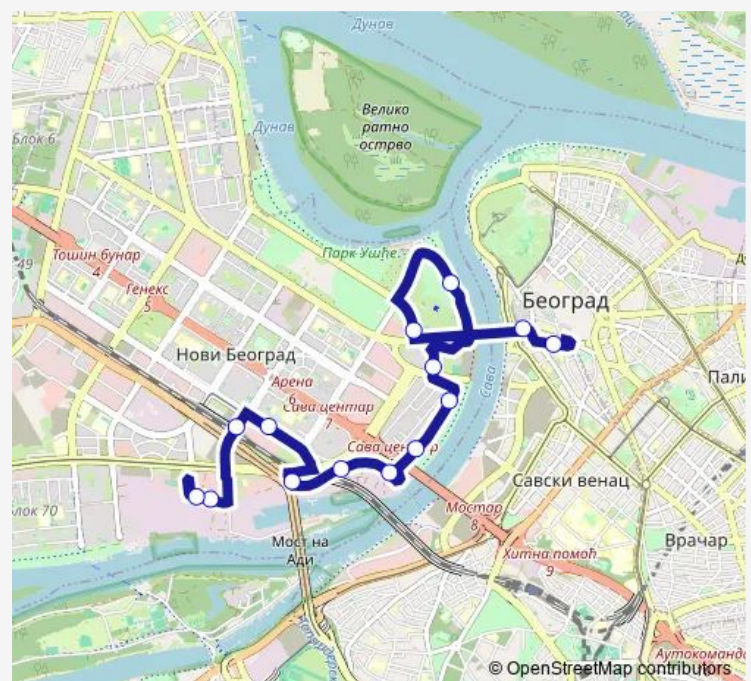 Дунав
Велико
ратно
острво
Дунав
Блок 6
Парк Ушће
Тошин бунар
4
49
Генекс
5
Београд
Нови Београд
Арена
6
Сава центар
7
Сава
Сава центар
Савски венац
Блок 70
Мостар
8
Мост на
Ади
Хитна помоћ
9
Врачар
© OpenStreetMap contributors